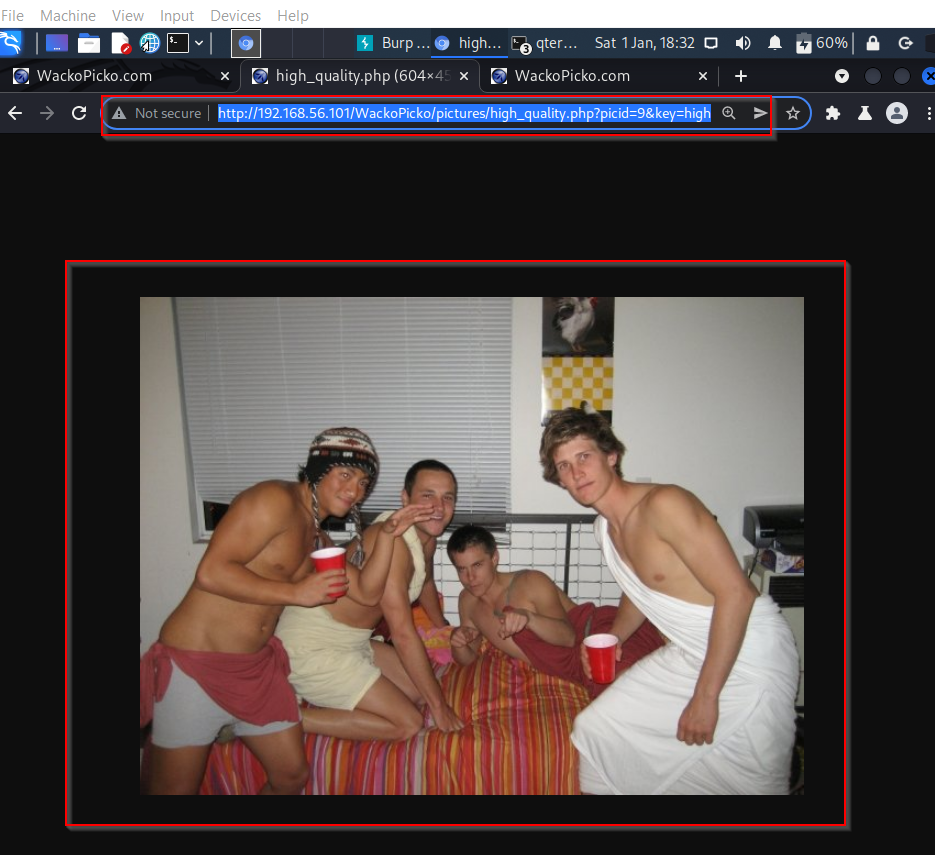 File Machine View Input Devices Help
Burp ... high... qter... 3 Sat 1 Jan, 18:32 60%
WackoPicko.com high_quality.php (604×45 WackoPicko.com
Not secure http://192.168.56.101/WackoPicko/pictures/high_quality.php?picid=9&key=high